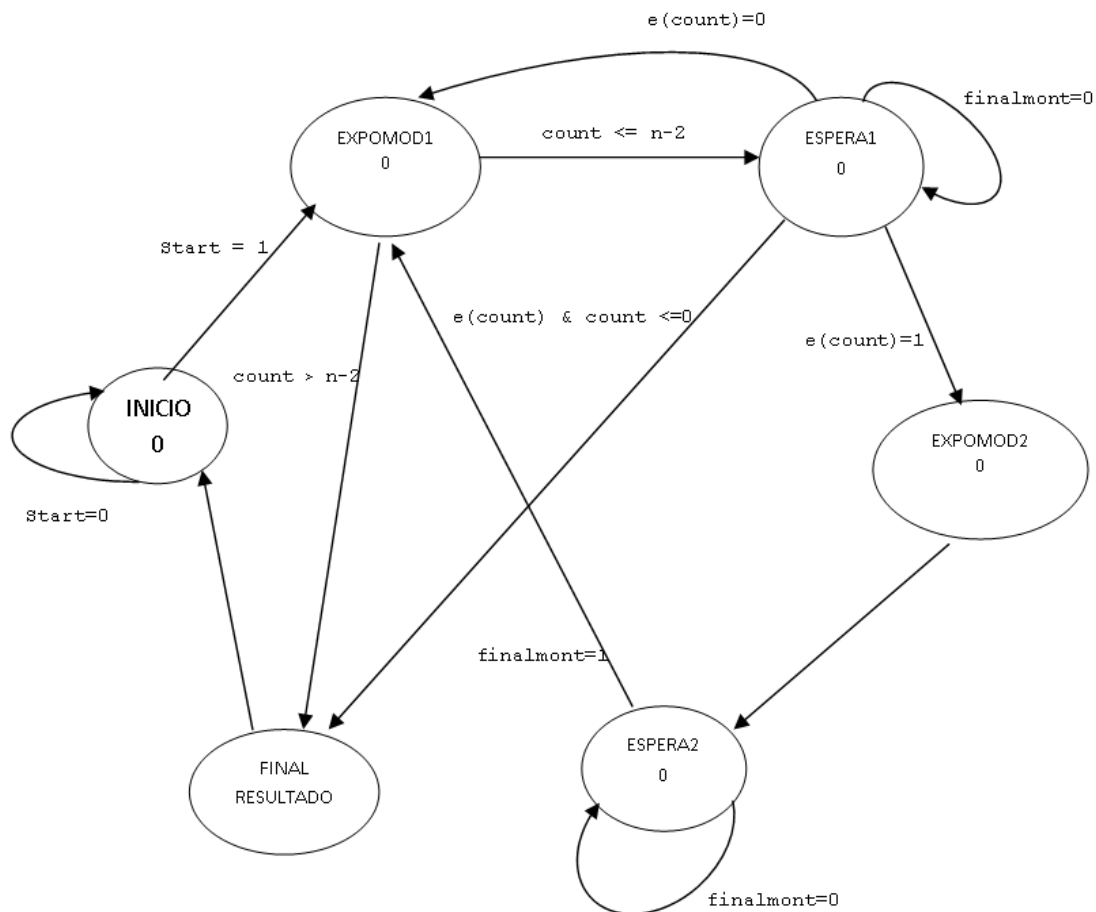 e(count)=0
finalmont=0
EXPOMOD1
0
count <= n-2
ESPERA1
0
Start = 1
e(count) & count <=0
e(count)=1
count > n-2
INICIO
0
EXPOMOD2
0
Start=0
finalmont=1
ESPERA2
0
FINAL
RESULTADO
finalmont=0